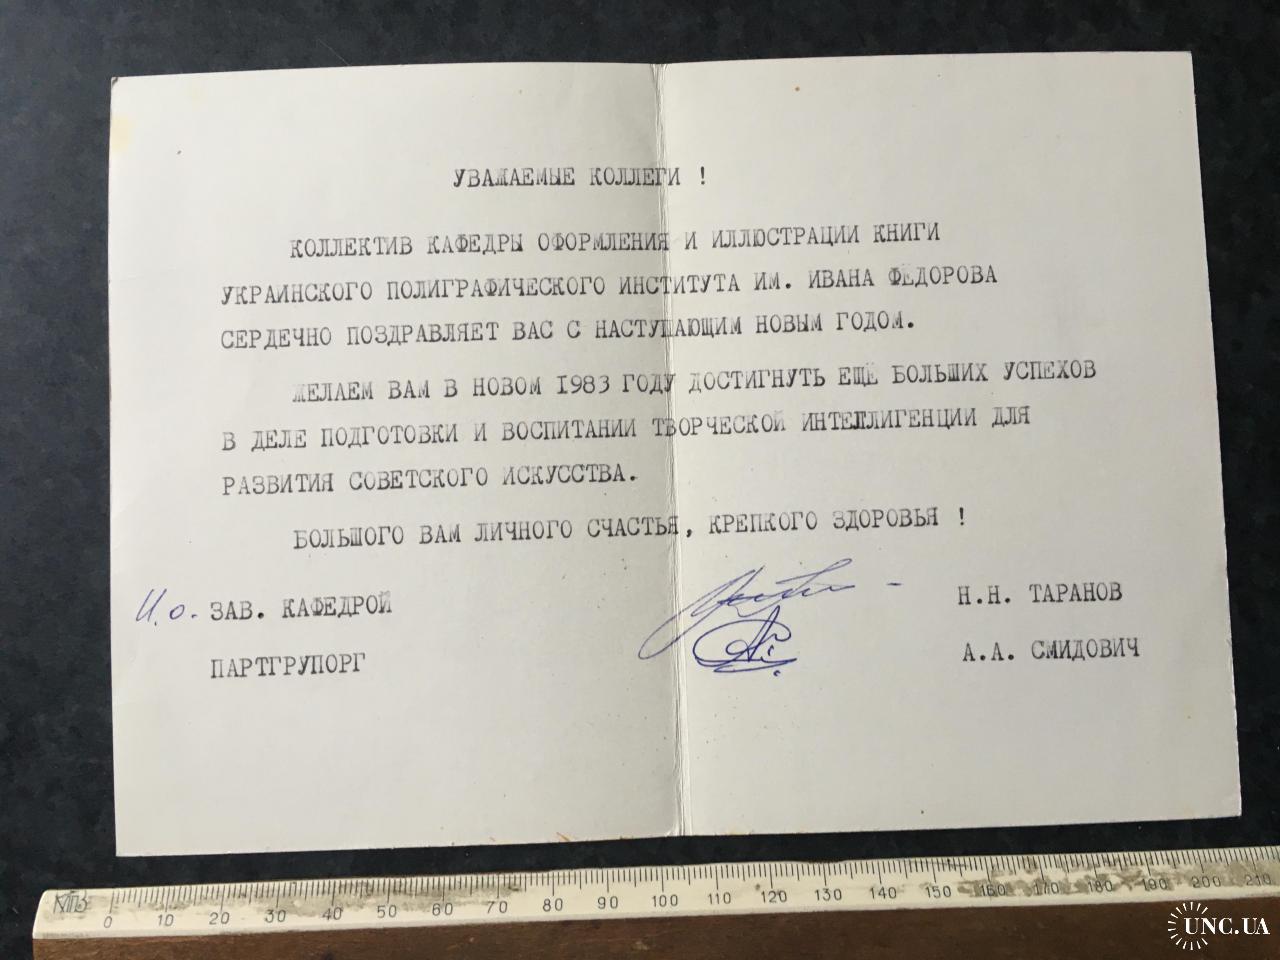 УВАЖАЕМЫЕ КОЛЛЕГИ !
КОЛЛЕКТИВ КАФЕДРЫ ОФОРМЛЕНИЯ И ИЛЛЮСТРАЦИИ КНИГИ
УКРАИНСКОГО ПОЛИГРАФИЧЕСКОГО ИНСТИТУТА ИМ. ИВАНА ФЕДОРОВА
СЕРДЕЧНО ПОЗДРАВЛЯЕТ ВАС С НАСТУПАЮЩИМ НОВЫМ ГОДОМ.
ЖЕЛАЕМ ВАМ В НОВОМ 1983 ГОДУ ДОСТИГНУТЬ ЕЩЁ БОЛЬШИХ УСПЕХОВ
В ДЕЛЕ ПОДГОТОВКИ И ВОСПИТАНИИ ТВОРЧЕСКОЙ ИНТЕЛЛИГЕНЦИИ ДЛЯ
РАЗВИТИЯ СОВЕТСКОГО ИСКУССТВА.
БОЛЬШОГО ВАМ ЛИЧНОГО СЧАСТЬЯ, КРЕПКОГО ЗДОРОВЬЯ !
И.о. ЗАВ. КАФЕДРОЙ Н.Н. ТАРАНОВ
ПАРТГРУПОРГ А.А. СМИДОВИЧ
0 10 20 30 40 50 60 70 80 90 100 110 120 130 140 150 160 170 180 190 200 210
UNC.UA